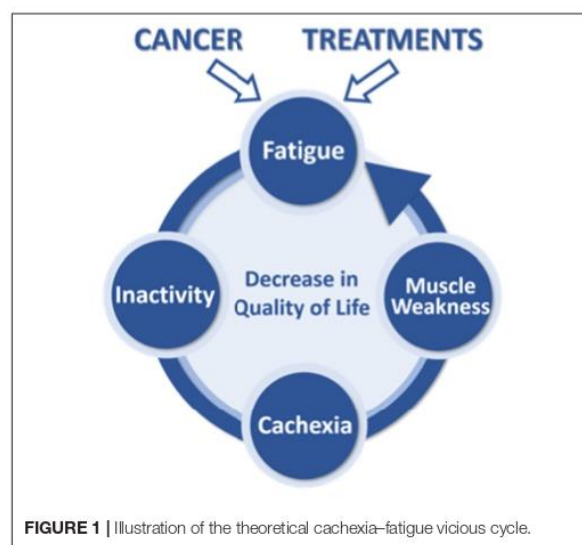 CANCER TREATMENTS
Fatigue
Inactivity
Decrease in
Quality of Life
Muscle
Weakness
Cachexia
FIGURE 1 | Illustration of the theoretical cachexia–fatigue vicious cycle.